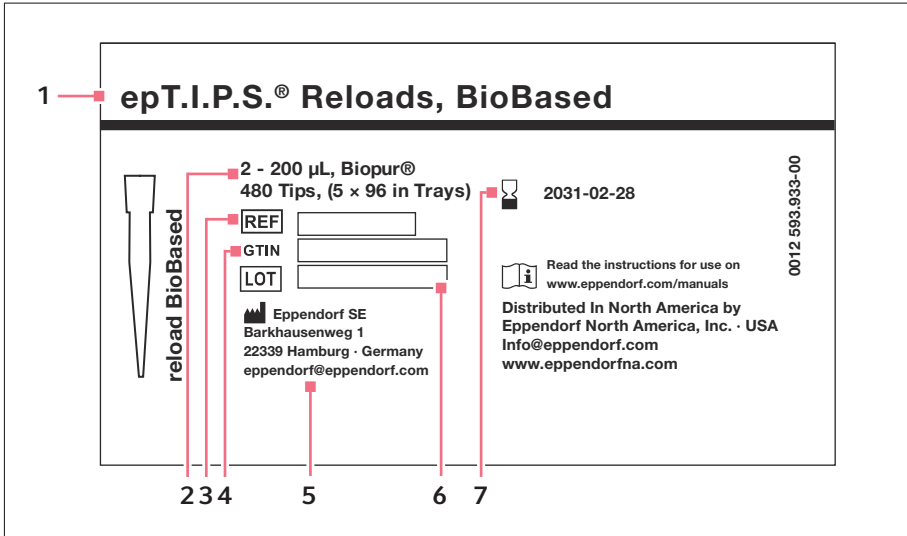 1
epT.I.P.S.® Reloads, BioBased
reload BioBased
2 - 200 µL, Biopur®
480 Tips, (5 × 96 in Trays)
REF
GTIN
LOT
Eppendorf SE
Barkhausenweg 1
22339 Hamburg · Germany
eppendorf@eppendorf.com
2031-02-28
i
Read the instructions for use on
www.eppendorf.com/manuals
Distributed In North America by
Eppendorf North America, Inc. · USA
Info@eppendorf.com
www.eppendorfna.com
0012 593.933-00
2 3 4 5 6 7